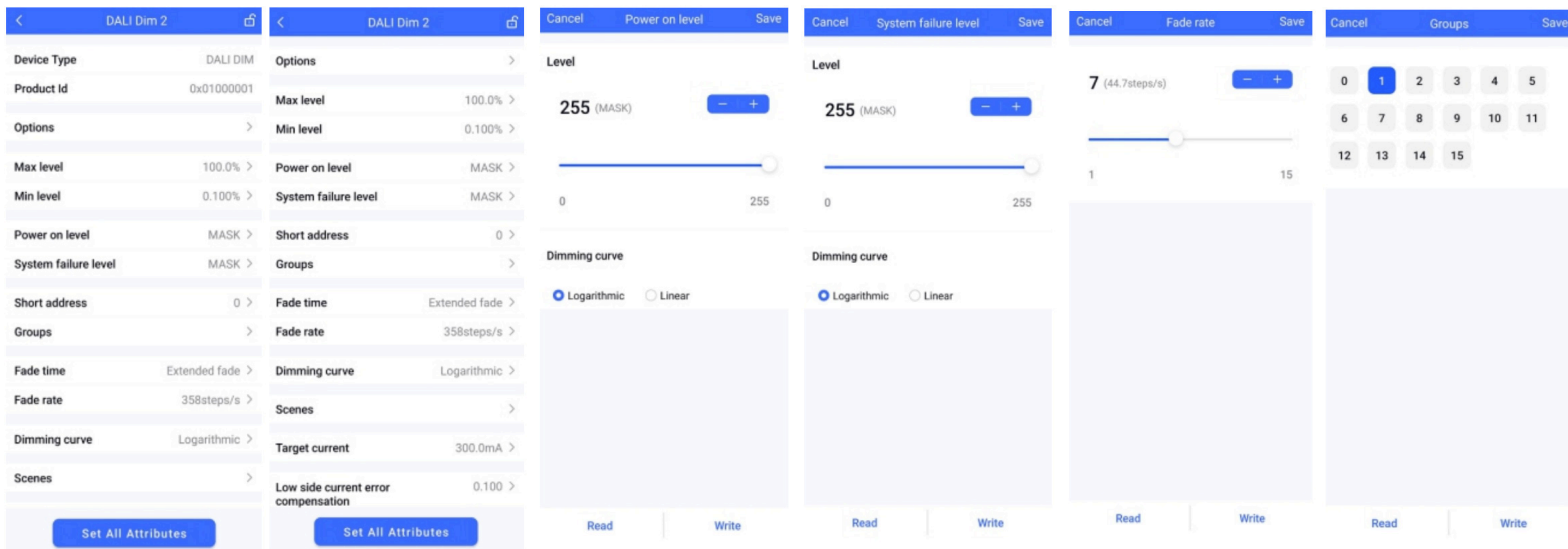 DALI Dim 2
Device Type DALI DIM
Product Id 0x01000001
Options
Max level 100.0%
Min level 0.100%
Power on level MASK
System failure level MASK
Short address 0
Groups
Fade time Extended fade
Fade rate 358steps/s
Dimming curve Logarithmic
Scenes
Set All Attributes
DALI Dim 2
Options
Max level 100.0%
Min level 0.100%
Power on level MASK
System failure level MASK
Short address 0
Groups
Fade time Extended fade
Fade rate 358steps/s
Dimming curve Logarithmic
Scenes
Target current 300.0mA
Low side current error 0.100
compensation
Set All Attributes
Cancel Power on level Save
Level
255 (MASK) − +
0 255
Dimming curve
Logarithmic Linear
Read Write
Cancel System failure level Save
Level
255 (MASK) − +
0 255
Dimming curve
Logarithmic Linear
Read Write
Cancel Fade rate Save
7 (44.7steps/s) − +
1 15
Read Write
Cancel Groups Save
0 1 2 3 4 5
6 7 8 9 10 11
12 13 14 15
Read Write